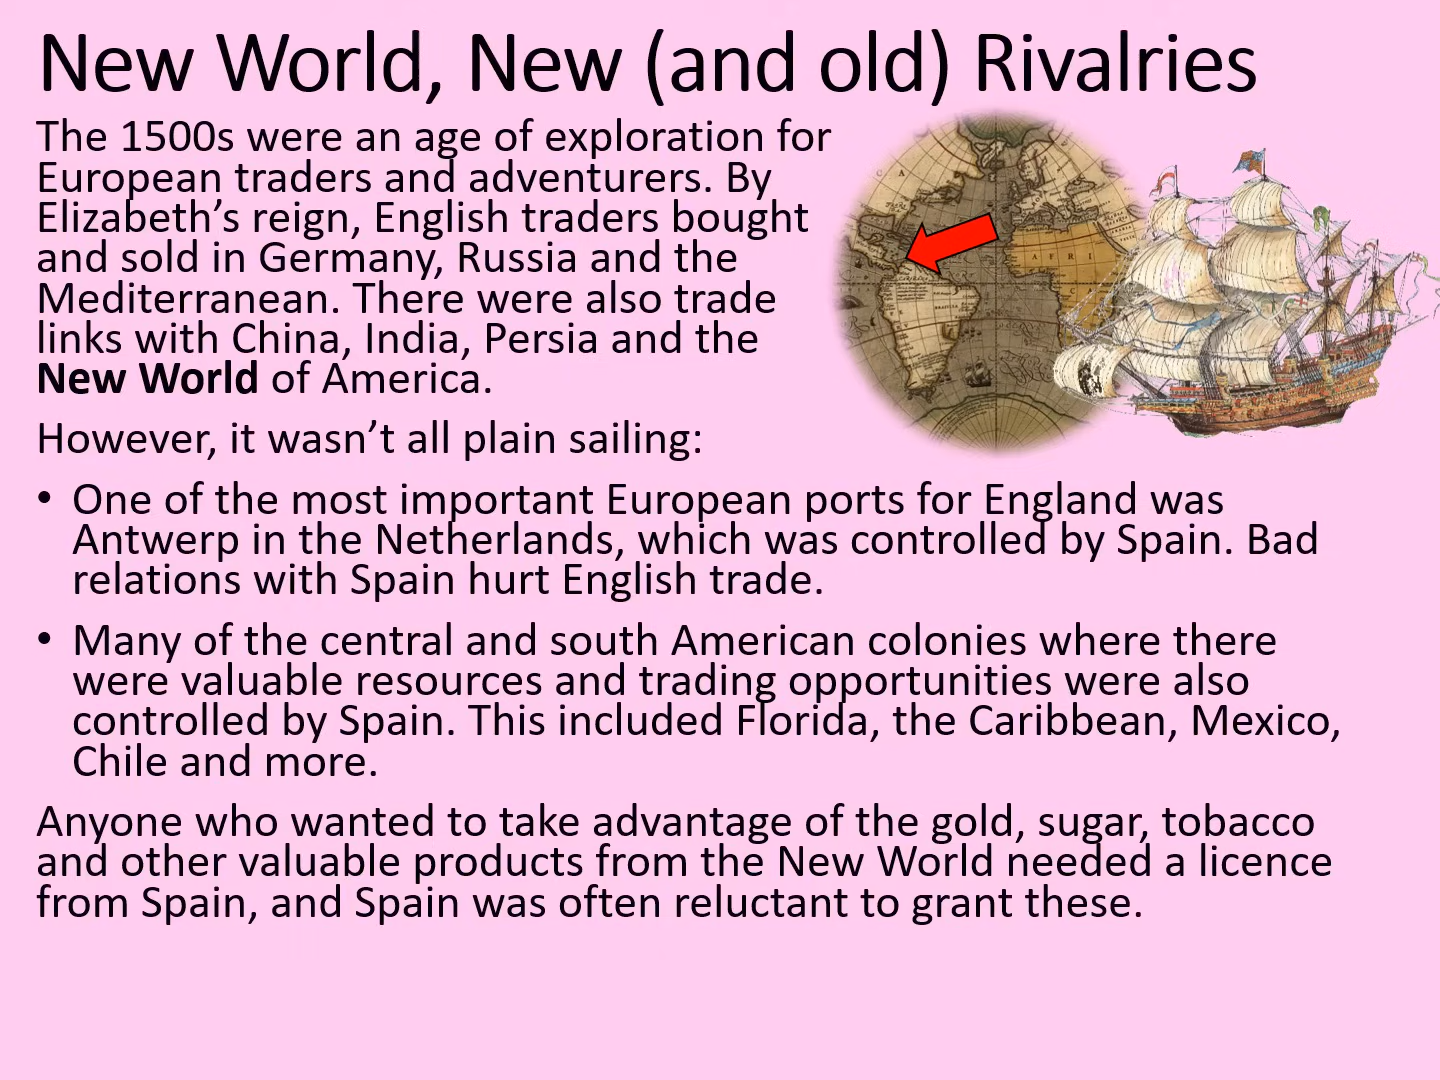 New World, New (and old) Rivalries
The 1500s were an age of exploration for
European traders and adventurers. By
Elizabeth’s reign, English traders bought
and sold in Germany, Russia and the
Mediterranean. There were also trade
links with China, India, Persia and the
New World of America.
However, it wasn’t all plain sailing:
• One of the most important European ports for England was
Antwerp in the Netherlands, which was controlled by Spain. Bad
relations with Spain hurt English trade.
• Many of the central and south American colonies where there
were valuable resources and trading opportunities were also
controlled by Spain. This included Florida, the Caribbean, Mexico,
Chile and more.
Anyone who wanted to take advantage of the gold, sugar, tobacco
and other valuable products from the New World needed a licence
from Spain, and Spain was often reluctant to grant these.
AFRI